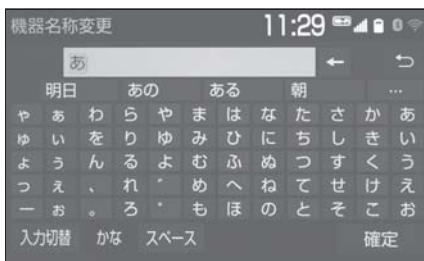 機器名称変更 11:29
あ
明日 あの ある 朝 …
ゃ ぁ わ ら や ま は な た さ か あ
ゅ ぃ を り ゆ み ひ に ち し き い
ょ ぅ ん る よ む ふ ぬ つ す く う
っ ぇ 、 れ ゛ め へ ね て せ け え
ー ぉ 。 ろ ゜ も ほ の と そ こ お
入力切替 かな スペース 確定